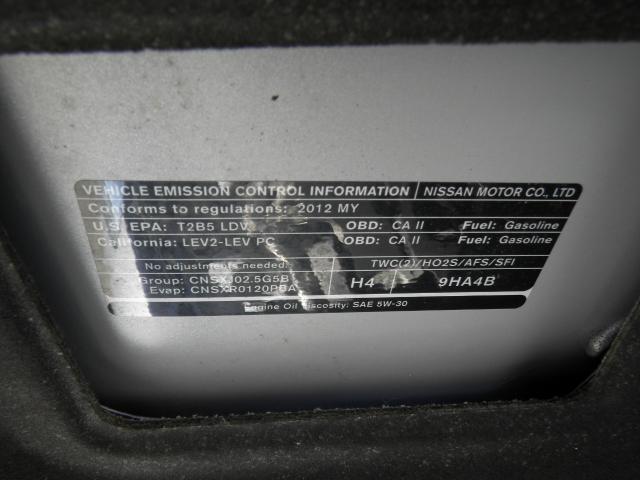 VEHICLE EMISSION CONTROL INFORMATION NISSAN MOTOR CO., LTD
Conforms to regulations: 2012 MY
U.S. EPA: T2B5 LDV OBD: CA II Fuel: Gasoline
California: LEV2-LEV PC OBD: CA II Fuel: Gasoline
No adjustments needed. TWC(2)/HO2S/AFS/SFI
Group: CNSXJ02.5G5B H4 9HA4B
Evap: CNSXR0120PBA
Engine Oil Viscosity: SAE 5W-30